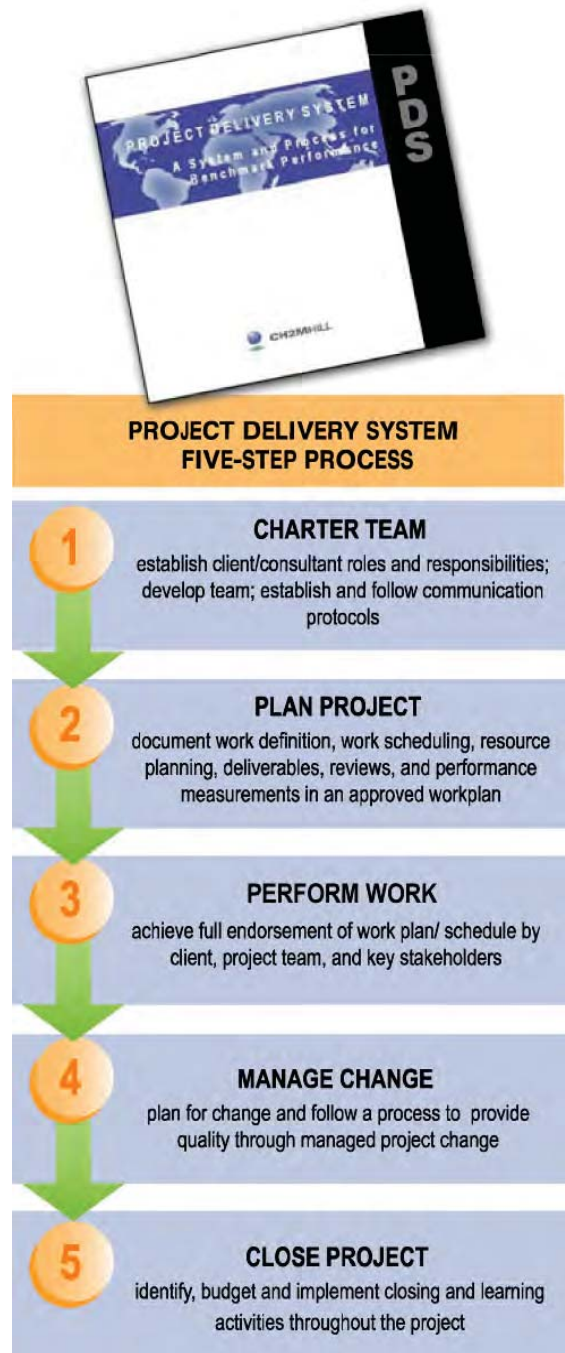 PDS
PROJECT DELIVERY SYSTEM
A System and Process for
Benchmark Performance
CH2MHILL
PROJECT DELIVERY SYSTEM
FIVE-STEP PROCESS
1
CHARTER TEAM
establish client/consultant roles and responsibilities;
develop team; establish and follow communication
protocols
2
PLAN PROJECT
document work definition, work scheduling, resource
planning, deliverables, reviews, and performance
measurements in an approved workplan
3
PERFORM WORK
achieve full endorsement of work plan/ schedule by
client, project team, and key stakeholders
4
MANAGE CHANGE
plan for change and follow a process to provide
quality through managed project change
5
CLOSE PROJECT
identify, budget and implement closing and learning
activities throughout the project